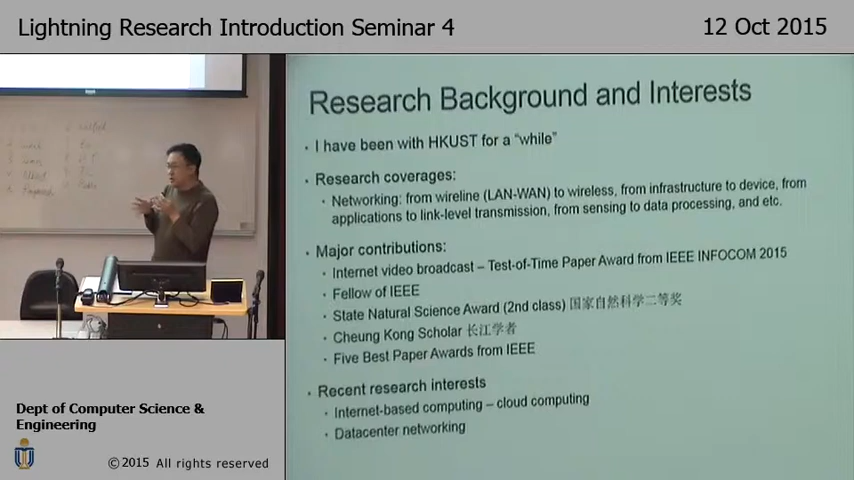 Lightning Research Introduction Seminar 4
12 Oct 2015
Research Background and Interests
• I have been with HKUST for a “while”
• Research coverages:
• Networking: from wireline (LAN-WAN) to wireless, from infrastructure to device, from
applications to link-level transmission, from sensing to data processing, and etc.
• Major contributions:
• Internet video broadcast – Test-of-Time Paper Award from IEEE INFOCOM 2015
• Fellow of IEEE
• State Natural Science Award (2nd class) 国家自然科学二等奖
• Cheung Kong Scholar 长江学者
• Five Best Paper Awards from IEEE
• Recent research interests
• Internet-based computing – cloud computing
• Datacenter networking
Dept of Computer Science &
Engineering
©2015 All rights reserved